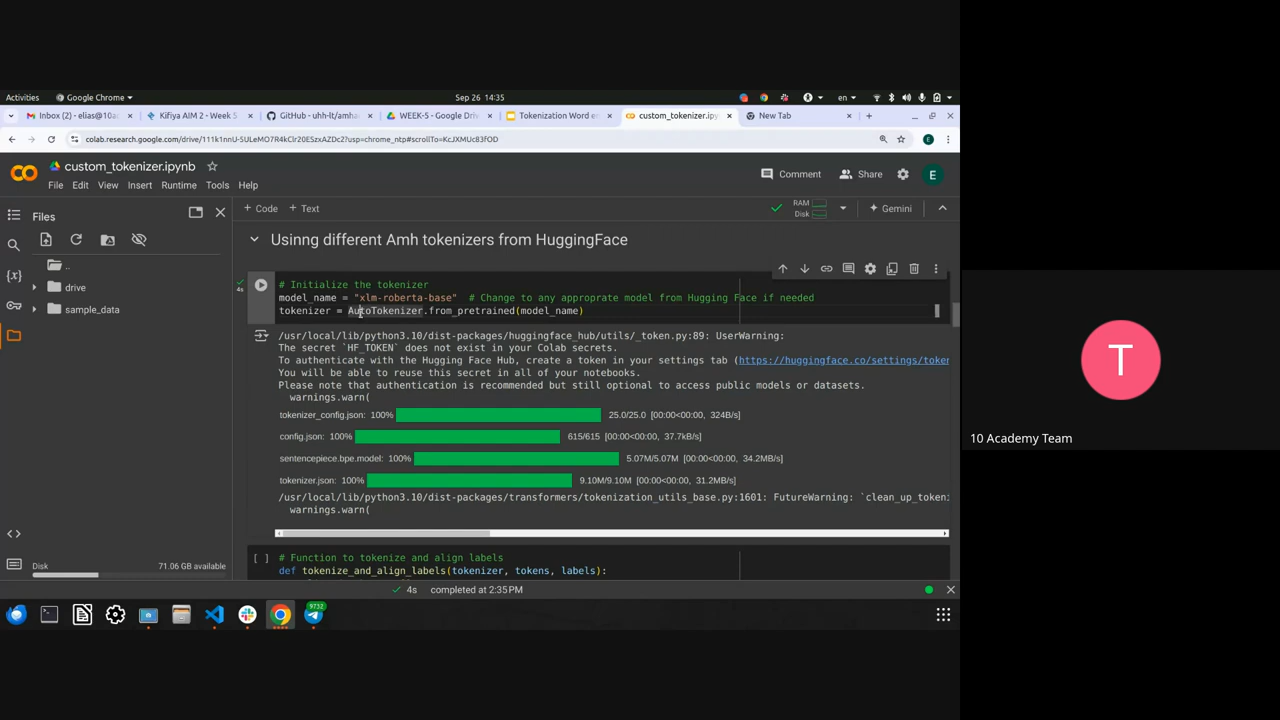 Activities
Google Chrome
Sep 26 14:35
en
Inbox (2) - elias@10a
Kifiya AIM 2 - Week 5
GitHub - uhh-lt/amha
WEEK-5 - Google Driv
Tokenization Word e
custom_tokenizer.ipy
New Tab
colab.research.google.com/drive/111k1nnU-5ULeMO7R4kClr20ESzxAZDc2?usp=chrome_ntp#scrollTo=KcJXMUc83fOD
E
custom_tokenizer.ipynb
File Edit View Insert Runtime Tools Help
Comment
Share
E
Files
+ Code + Text
RAM
Disk
Gemini
..
drive
sample_data
Usinng different Amh tokenizers from HuggingFace
4s
# Initialize the tokenizer
model_name = "xlm-roberta-base" # Change to any approprate model from Hugging Face if needed
tokenizer = AutoTokenizer.from_pretrained(model_name)
/usr/local/lib/python3.10/dist-packages/huggingface_hub/utils/_token.py:89: UserWarning:
The secret `HF_TOKEN` does not exist in your Colab secrets.
To authenticate with the Hugging Face Hub, create a token in your settings tab (https://huggingface.co/settings/token
You will be able to reuse this secret in all of your notebooks.
Please note that authentication is recommended but still optional to access public models or datasets.
warnings.warn(
tokenizer_config.json: 100% 25.0/25.0 [00:00<00:00, 324B/s]
config.json: 100% 615/615 [00:00<00:00, 37.7kB/s]
sentencepiece.bpe.model: 100% 5.07M/5.07M [00:00<00:00, 34.2MB/s]
tokenizer.json: 100% 9.10M/9.10M [00:00<00:00, 31.2MB/s]
/usr/local/lib/python3.10/dist-packages/transformers/tokenization_utils_base.py:1601: FutureWarning: `clean_up_tokeni
warnings.warn(
[ ] # Function to tokenize and align labels
def tokenize_and_align_labels(tokenizer, tokens, labels):
Disk
71.06 GB available
4s completed at 2:35 PM
9732
T
10 Academy Team